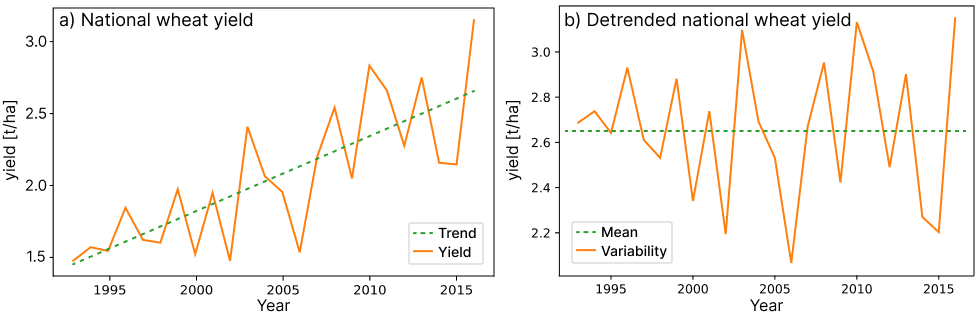 a) National wheat yield
yield [t/ha]
3.0
2.5
2.0
1.5
Trend
Yield
1995 2000 2005 2010 2015
Year
b) Detrended national wheat yield
yield [t/ha]
3.0
2.8
2.6
2.4
2.2
Mean
Variability
1995 2000 2005 2010 2015
Year